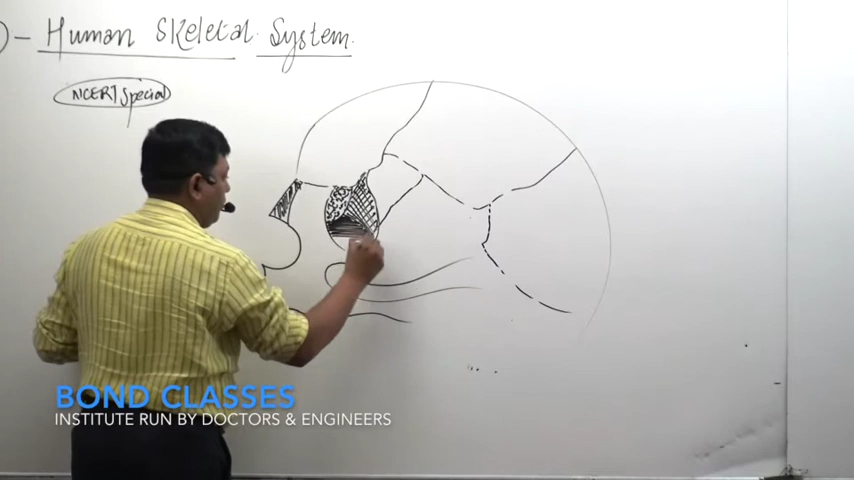 – Human Skeletal System.
NCERT Special
BOND CLASSES
INSTITUTE RUN BY DOCTORS & ENGINEERS